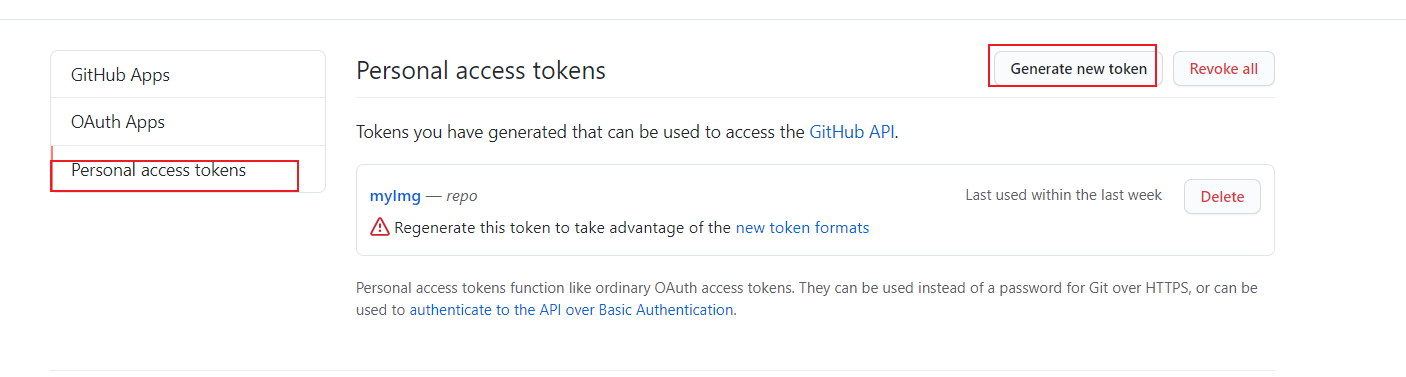 GitHub Apps
OAuth Apps
Personal access tokens
Personal access tokens
Generate new token
Revoke all
Tokens you have generated that can be used to access the GitHub API.
myImg — repo
Last used within the last week
Delete
Regenerate this token to take advantage of the new token formats
Personal access tokens function like ordinary OAuth access tokens. They can be used instead of a password for Git over HTTPS, or can be
used to authenticate to the API over Basic Authentication.